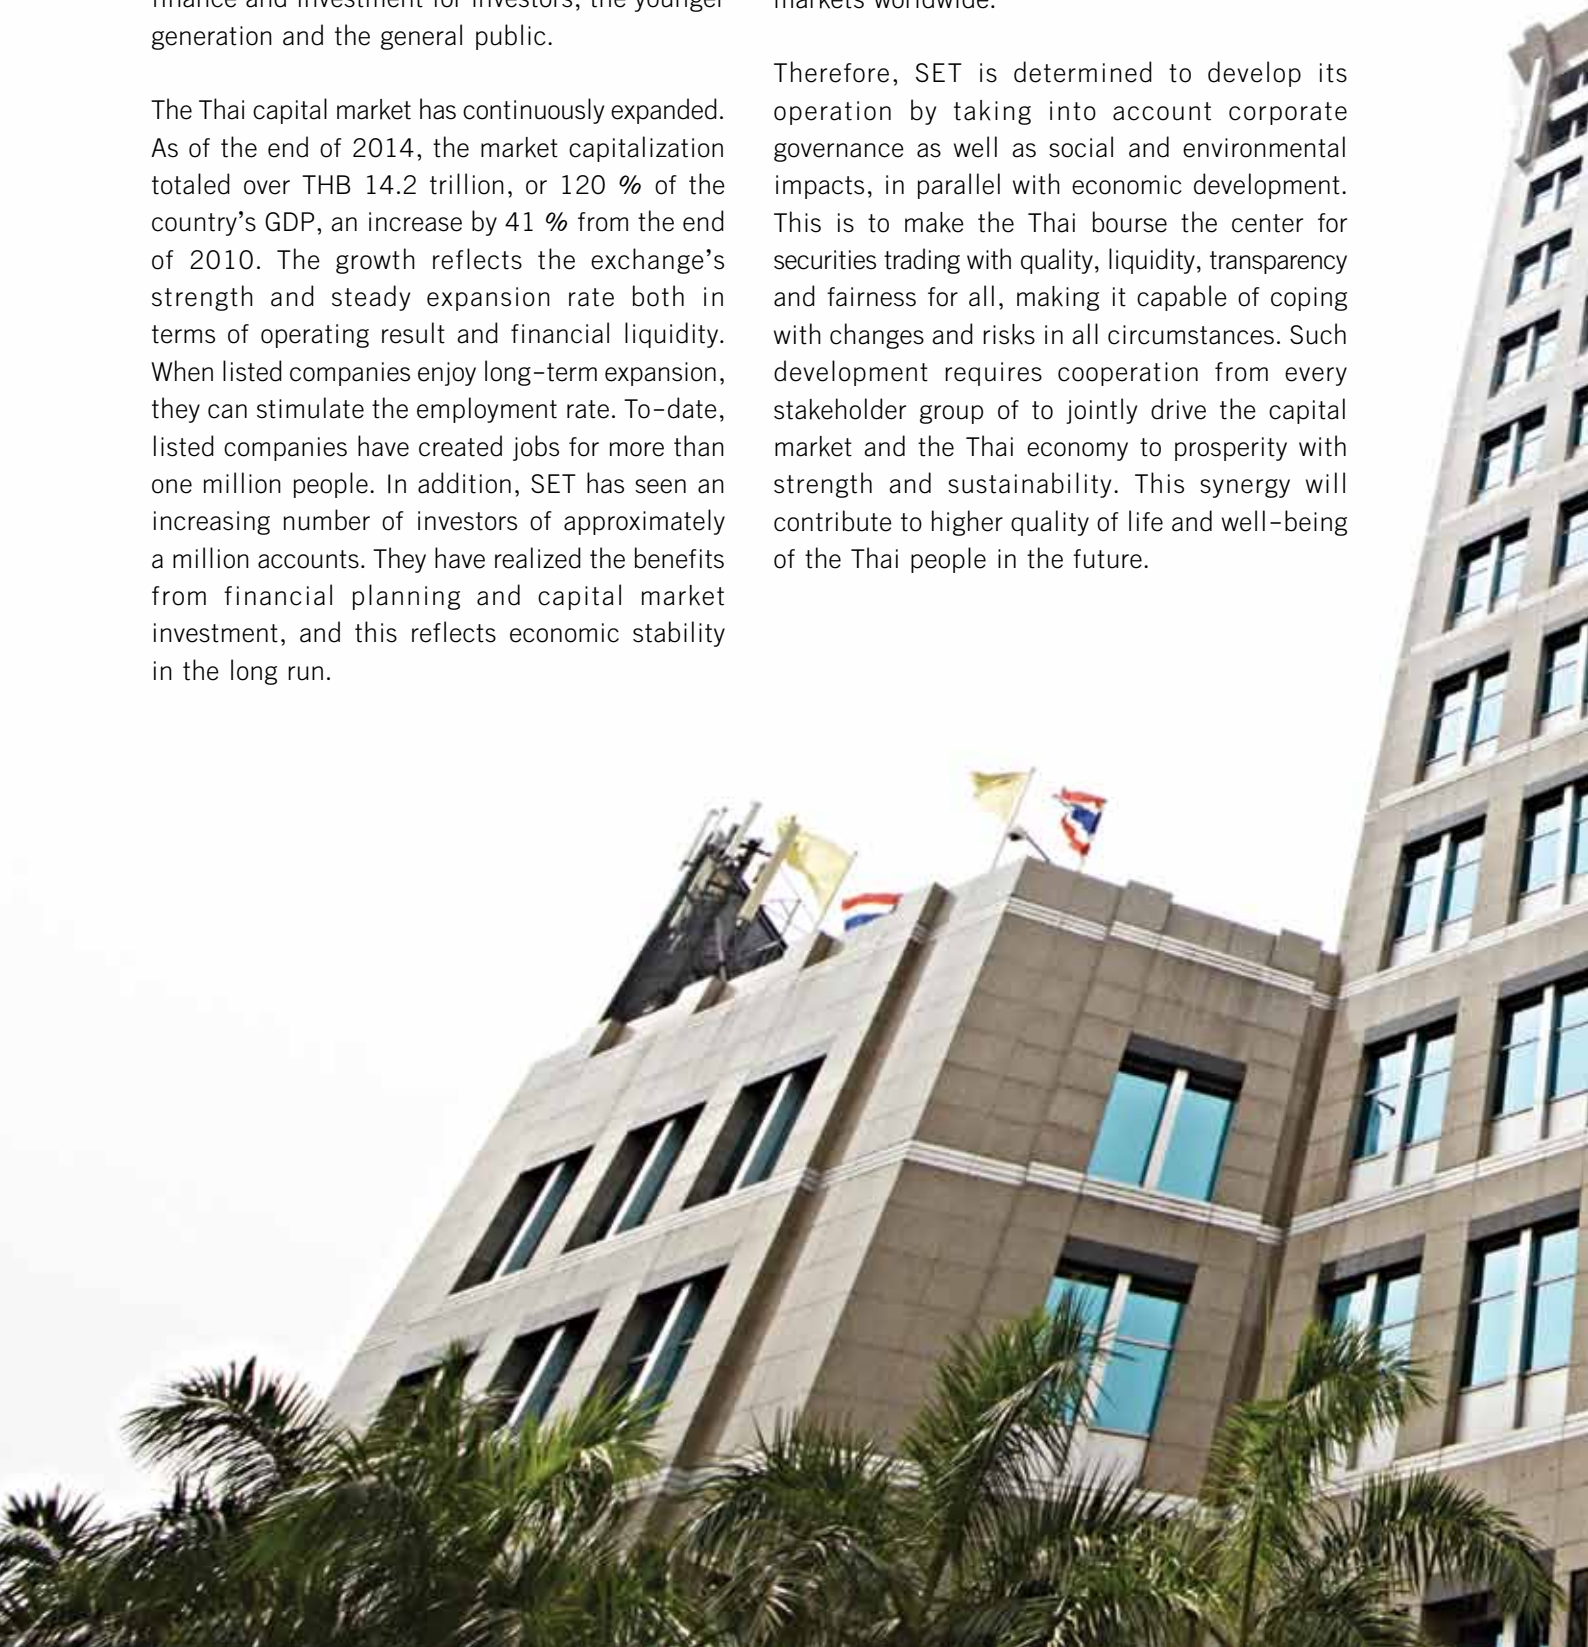 finance and investment for investors, the younger
generation and the general public.
The Thai capital market has continuously expanded.
As of the end of 2014, the market capitalization
totaled over THB 14.2 trillion, or 120 % of the
country's GDP, an increase by 41 % from the end
of 2010. The growth reflects the exchange's
strength and steady expansion rate both in
terms of operating result and financial liquidity.
When listed companies enjoy long-term expansion,
they can stimulate the employment rate. To-date,
listed companies have created jobs for more than
one million people. In addition, SET has seen an
increasing number of investors of approximately
a million accounts. They have realized the benefits
from financial planning and capital market
investment, and this reflects economic stability
in the long run.
markets worldwide.
Therefore, SET is determined to develop its
operation by taking into account corporate
governance as well as social and environmental
impacts, in parallel with economic development.
This is to make the Thai bourse the center for
securities trading with quality, liquidity, transparency
and fairness for all, making it capable of coping
with changes and risks in all circumstances. Such
development requires cooperation from every
stakeholder group of to jointly drive the capital
market and the Thai economy to prosperity with
strength and sustainability. This synergy will
contribute to higher quality of life and well-being
of the Thai people in the future.